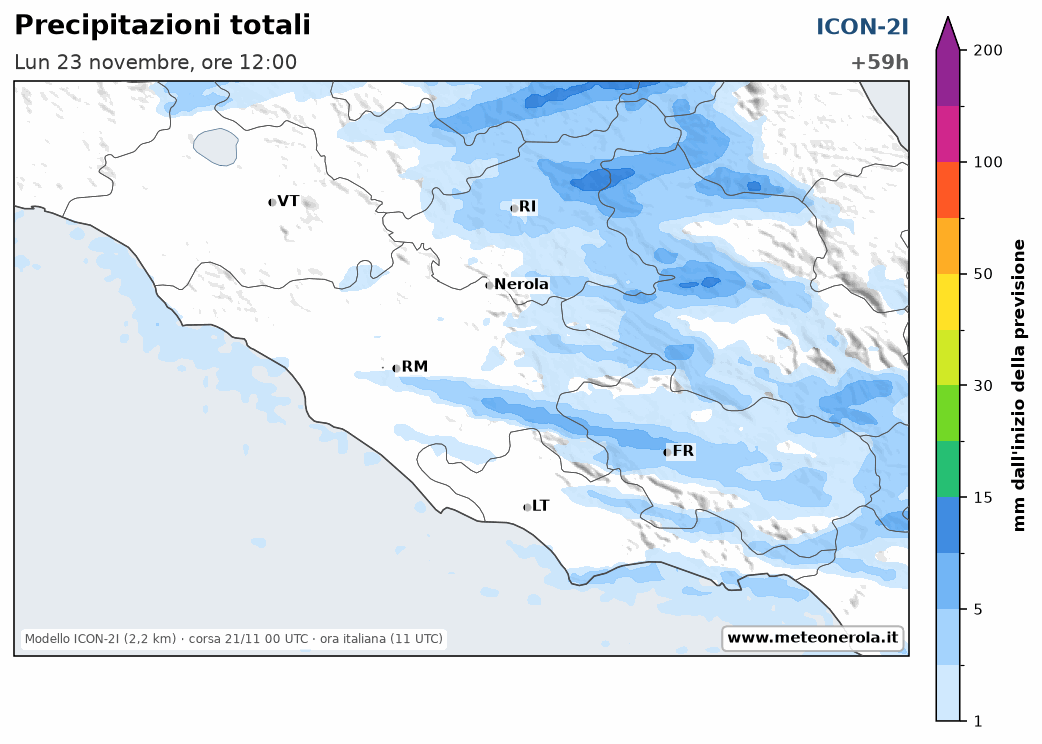 Precipitazioni totali
ICON-2I
Lun 23 novembre, ore 12:00
+59h
VT
RI
Nerola
RM
FR
LT
Modello ICON-2I (2,2 km) · corsa 21/11 00 UTC · ora italiana (11 UTC)
www.meteonerola.it
200
100
50
30
15
5
1
mm dall'inizio della previsione